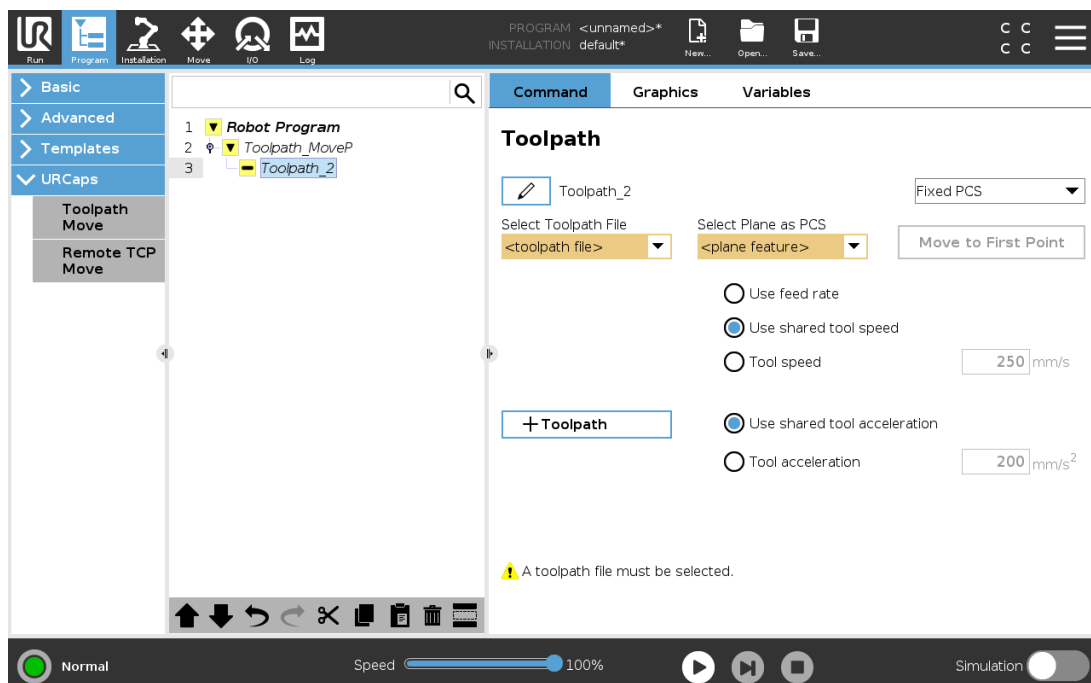 PROGRAM <unnamed>*
INSTALLATION default*
UR
Run
Program
Installation
Move
I/O
Log
New...
Open...
Save...
C C
C C
Basic
Advanced
Templates
URCaps
Toolpath
Move
Remote TCP
Move
1 Robot Program
2 Toolpath_MoveP
3 Toolpath_2
Command Graphics Variables
Toolpath
Toolpath_2
Fixed PCS
Select Toolpath File
<toolpath file>
Select Plane as PCS
<plane feature>
Move to First Point
Use feed rate
Use shared tool speed
Tool speed 250 mm/s
+Toolpath
Use shared tool acceleration
Tool acceleration 200 mm/s²
A toolpath file must be selected.
Normal
Speed 100%
Simulation